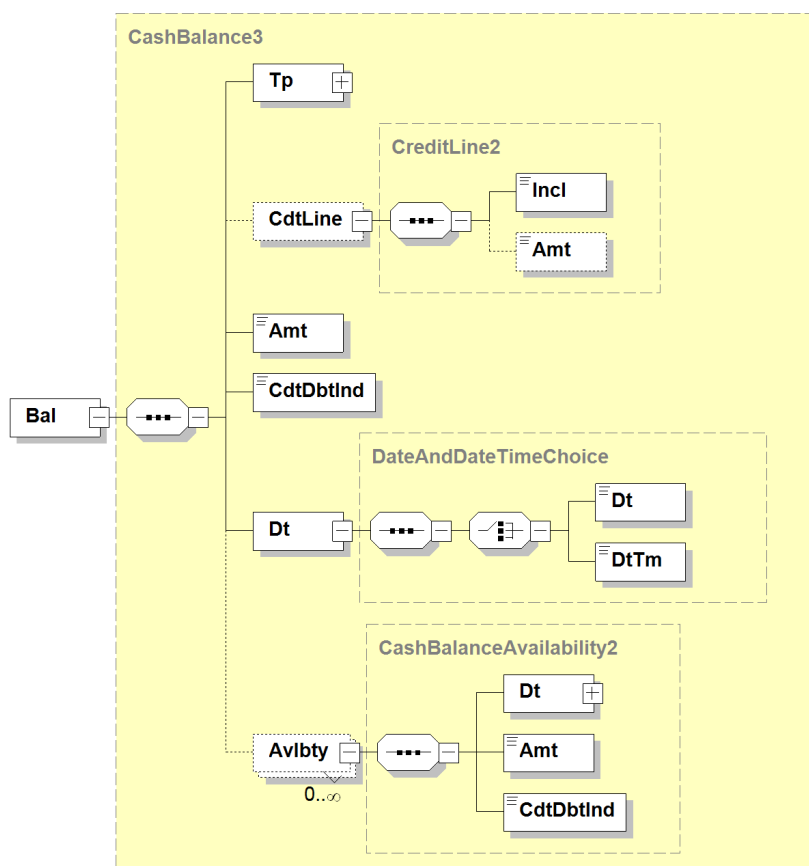 CashBalance3
Tp
CreditLine2
Incl
CdtLine
Amt
Amt
CdtDbtInd
Bal
DateAndDateTimeChoice
Dt
Dt
DtTm
CashBalanceAvailability2
Dt
Avlbty
Amt
0..∞
CdtDbtInd